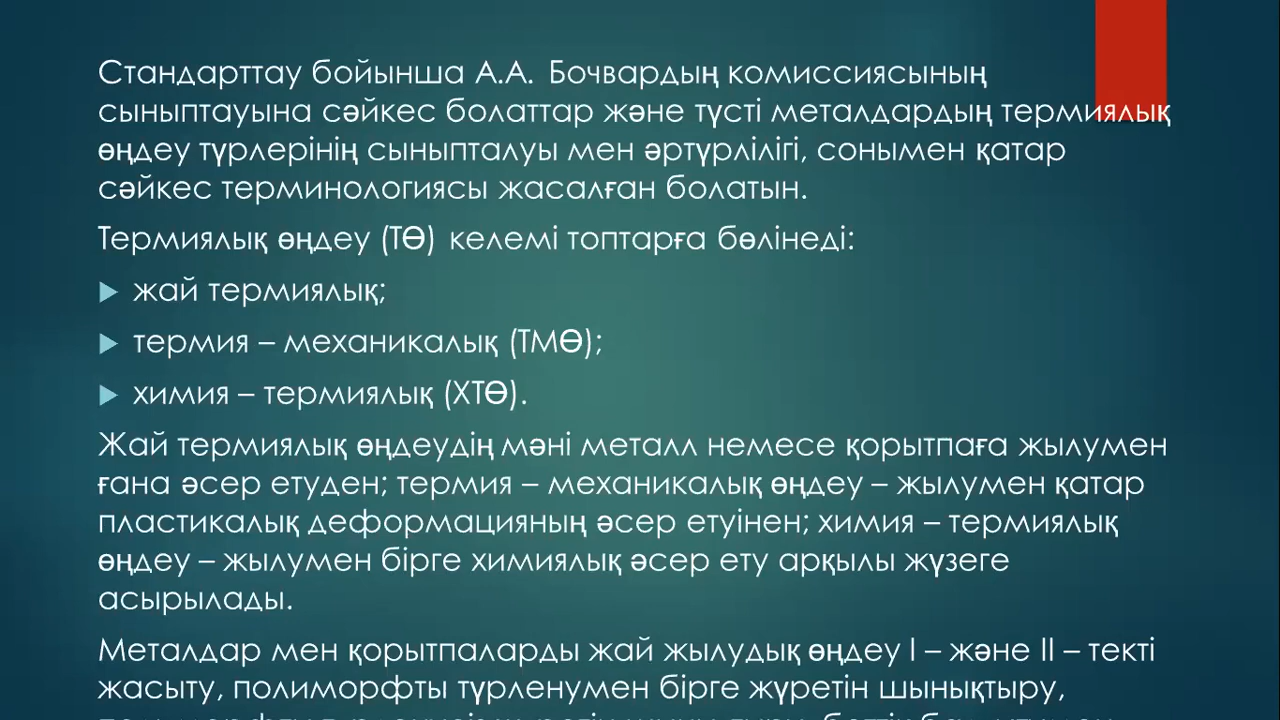 Стандарттау бойынша А.А. Бочвардың комиссиясының
сыныптауына сәйкес болаттар және түсті металдардың термиялық
өңдеу түрлерінің сыныпталуы мен әртүрлілігі, сонымен қатар
сәйкес терминологиясы жасалған болатын.
Термиялық өңдеу (ТӨ) келемі топтарға бөлінеді:
жай термиялық;
термия – механикалық (ТМӨ);
химия – термиялық (ХТӨ).
Жай термиялық өңдеудің мәні металл немесе қорытпаға жылумен
ғана әсер етуден; термия – механикалық өңдеу – жылумен қатар
пластикалық деформацияның әсер етуінен; химия – термиялық
өңдеу – жылумен бірге химиялық әсер ету арқылы жүзеге
асырылады.
Металдар мен қорытпаларды жай жылудық өңдеу I – және II – текті
жасыту, полиморфты түрленумен бірге жүретін шынықтыру,